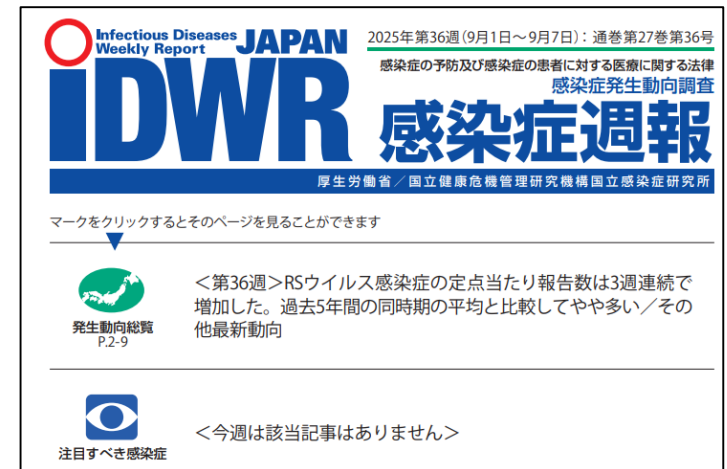 Infectious Diseases
Weekly Report JAPAN
iDWR
2025年第36週(9月1日～9月7日):通巻第27巻第36号
感染症の予防及び感染症の患者に対する医療に関する法律
感染症発生動向調査
感染症週報
厚生労働省／国立健康危機管理研究機構国立感染症研究所
マークをクリックするとそのページを見ることができます
発生動向総覧
P.2-9
＜第36週＞RSウイルス感染症の定点当たり報告数は3週連続で
増加した。過去5年間の同時期の平均と比較してやや多い／その
他最新動向
注目すべき感染症
＜今週は該当記事はありません＞